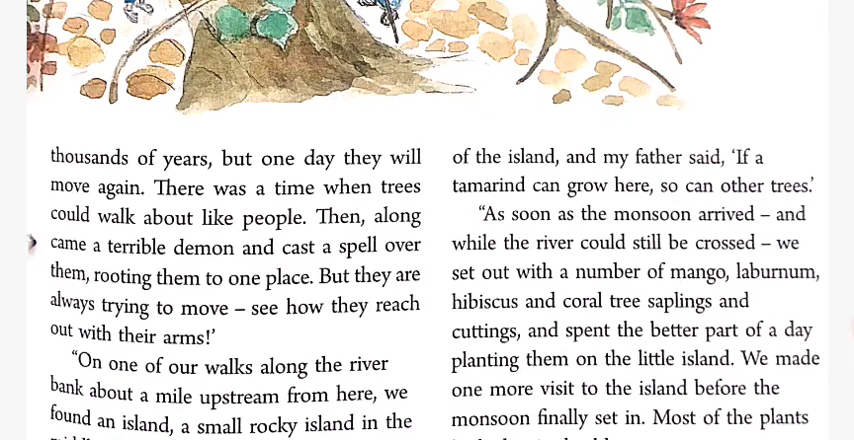 thousands of years, but one day they will
move again. There was a time when trees
could walk about like people. Then, along
came a terrible demon and cast a spell over
them, rooting them to one place. But they are
always trying to move – see how they reach
out with their arms!’
“On one of our walks along the river
bank about a mile upstream from here, we
found an island, a small rocky island in the
of the island, and my father said, ‘If a
tamarind can grow here, so can other trees.’
“As soon as the monsoon arrived – and
while the river could still be crossed – we
set out with a number of mango, laburnum,
hibiscus and coral tree saplings and
cuttings, and spent the better part of a day
planting them on the little island. We made
one more visit to the island before the
monsoon finally set in. Most of the plants